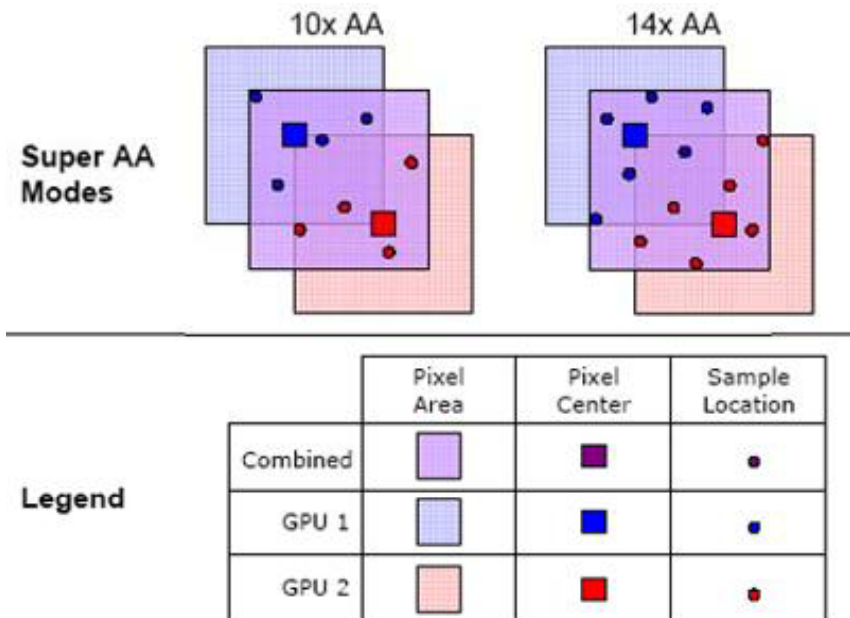 10x AA
14x AA
Super AA
Modes
Pixel
Area
Pixel
Center
Sample
Location
Combined
Legend
GPU 1
GPU 2